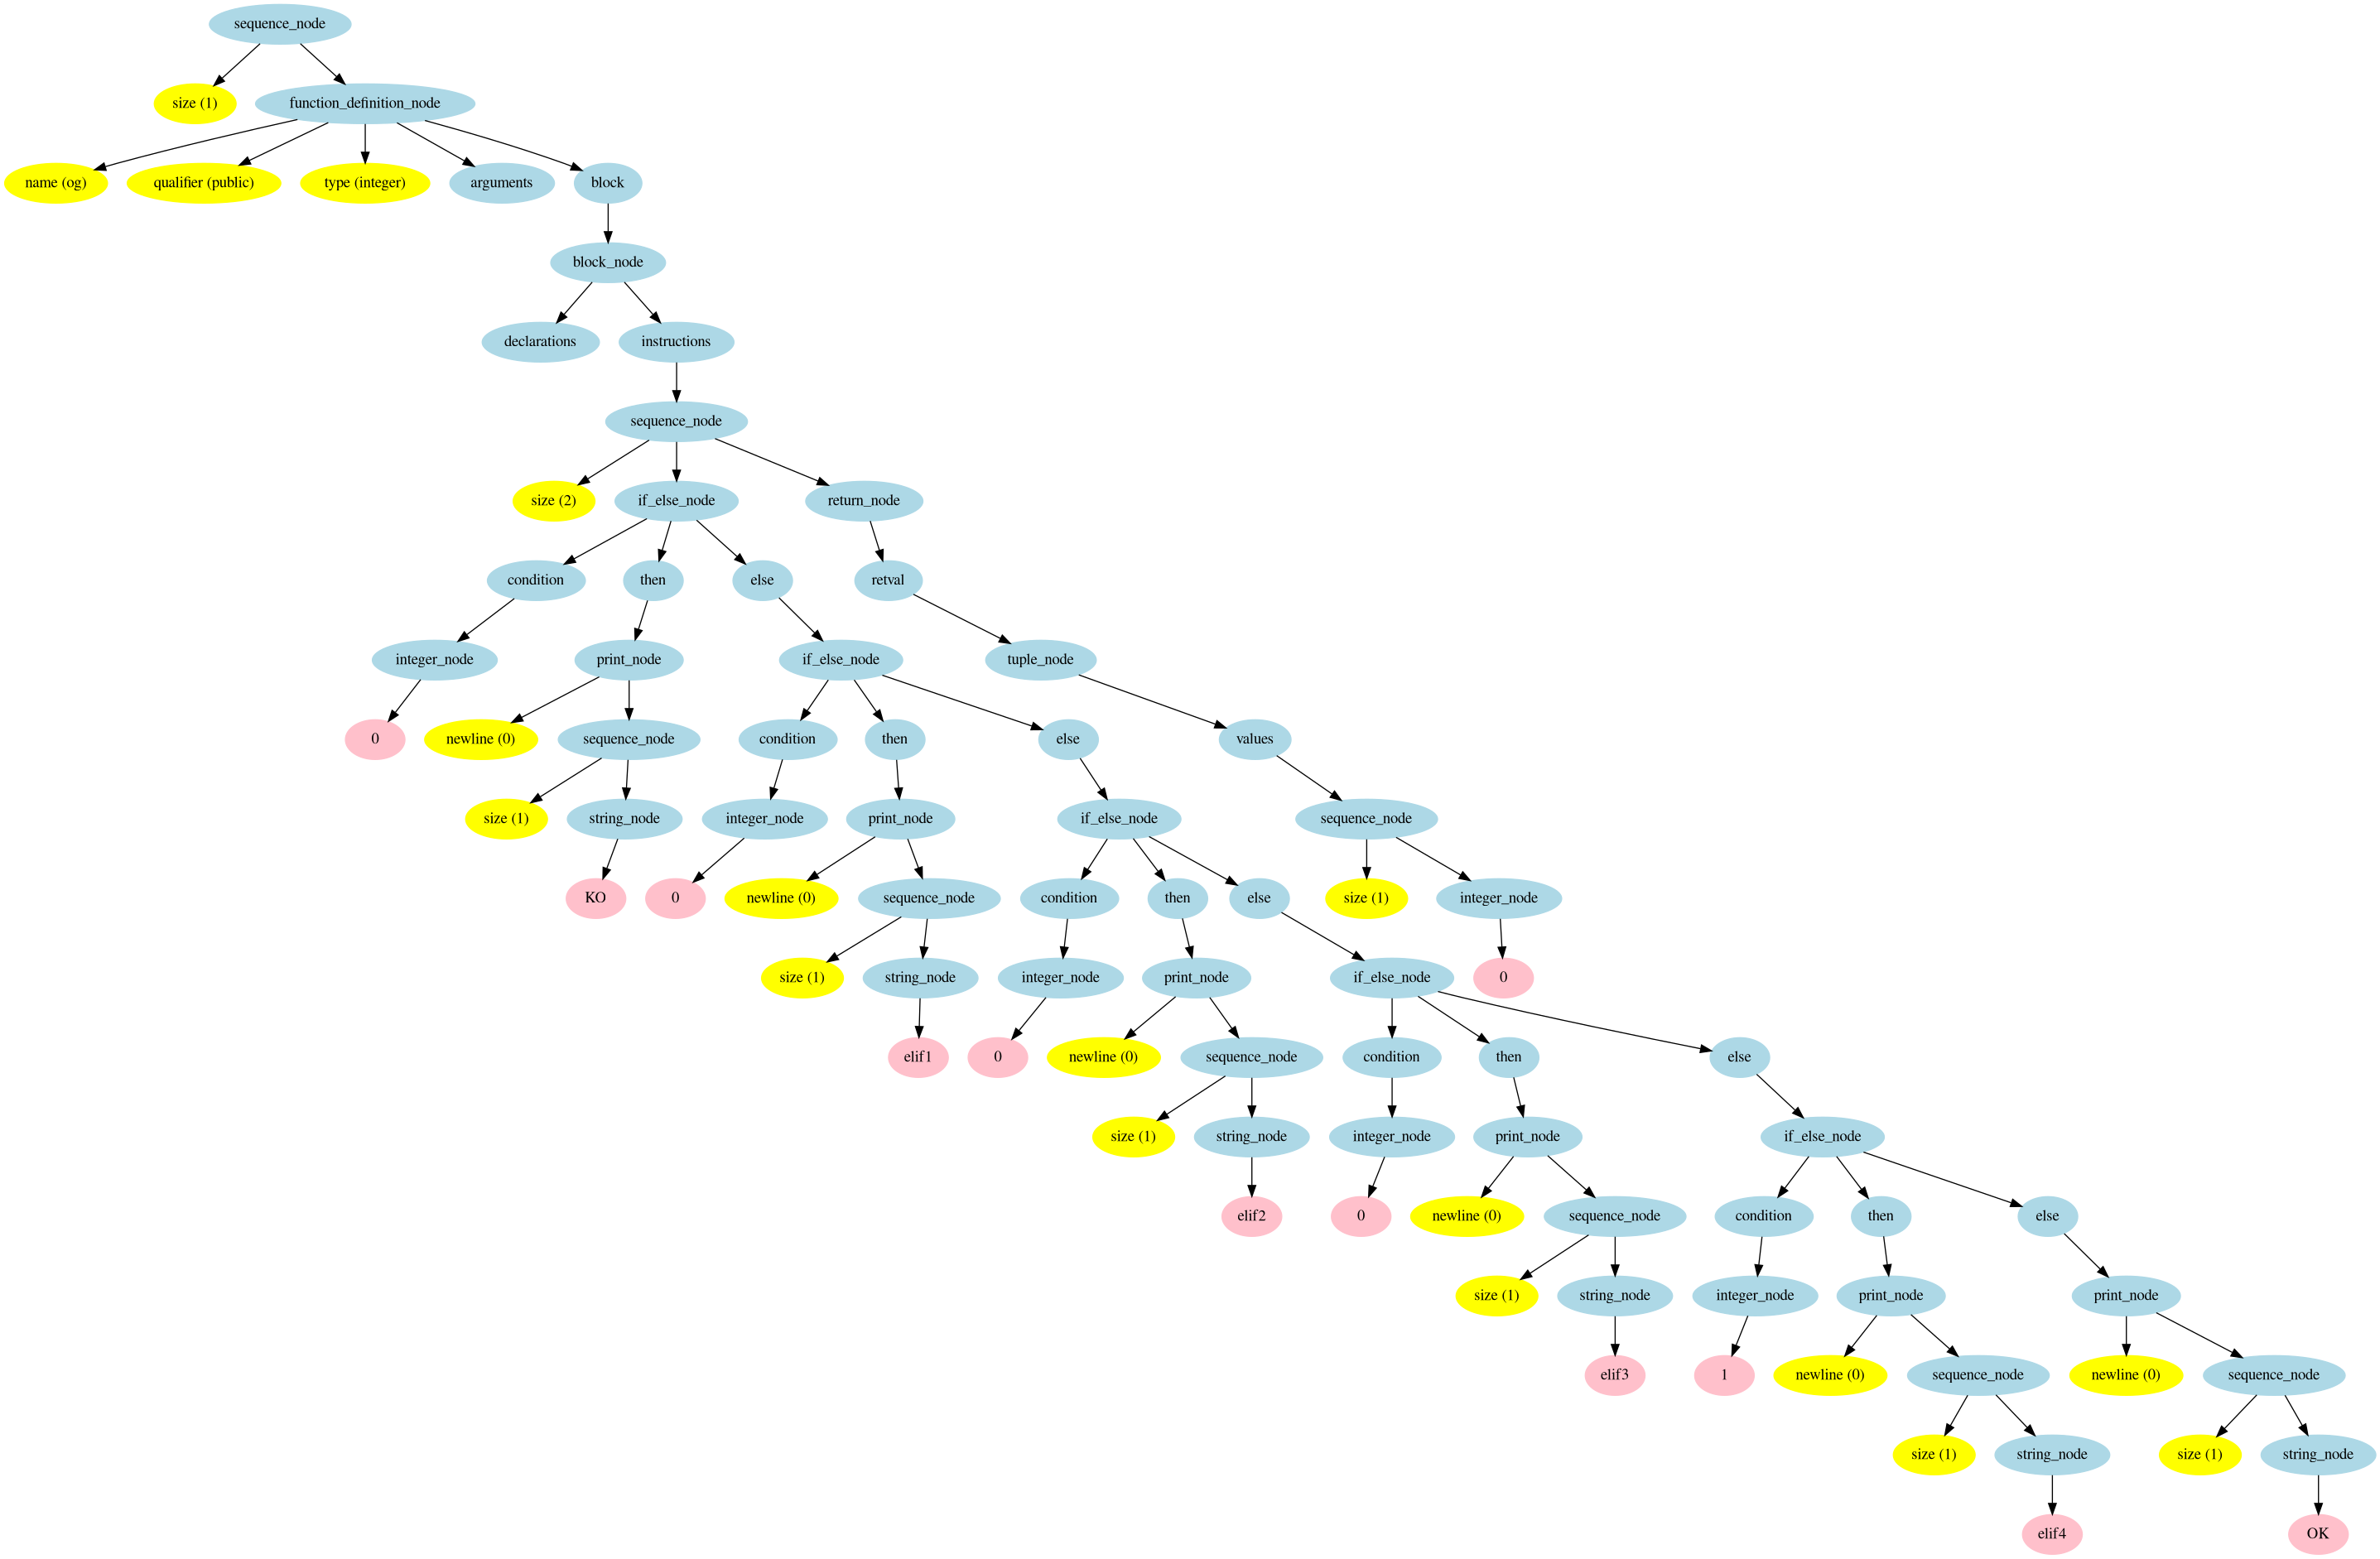 sequence_node
size (1)
function_definition_node
name (og)
qualifier (public)
type (integer)
arguments
block
block_node
declarations
instructions
sequence_node
size (2)
if_else_node
return_node
condition
then
else
retval
integer_node
print_node
if_else_node
tuple_node
0
newline (0)
sequence_node
condition
then
else
values
size (1)
string_node
integer_node
print_node
if_else_node
sequence_node
KO
0
newline (0)
sequence_node
condition
then
else
size (1)
integer_node
size (1)
string_node
integer_node
print_node
if_else_node
0
elif1
0
newline (0)
sequence_node
condition
then
else
size (1)
string_node
integer_node
print_node
if_else_node
elif2
0
newline (0)
sequence_node
condition
then
else
size (1)
string_node
integer_node
print_node
print_node
elif3
1
newline (0)
sequence_node
newline (0)
sequence_node
size (1)
string_node
size (1)
string_node
elif4
OK